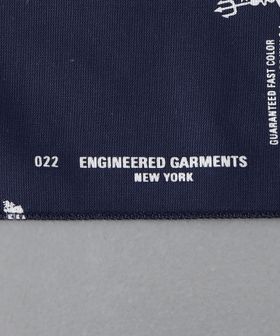 GUARANTEED FAST COLOR
022 ENGINEERED GARMENTS
NEW YORK